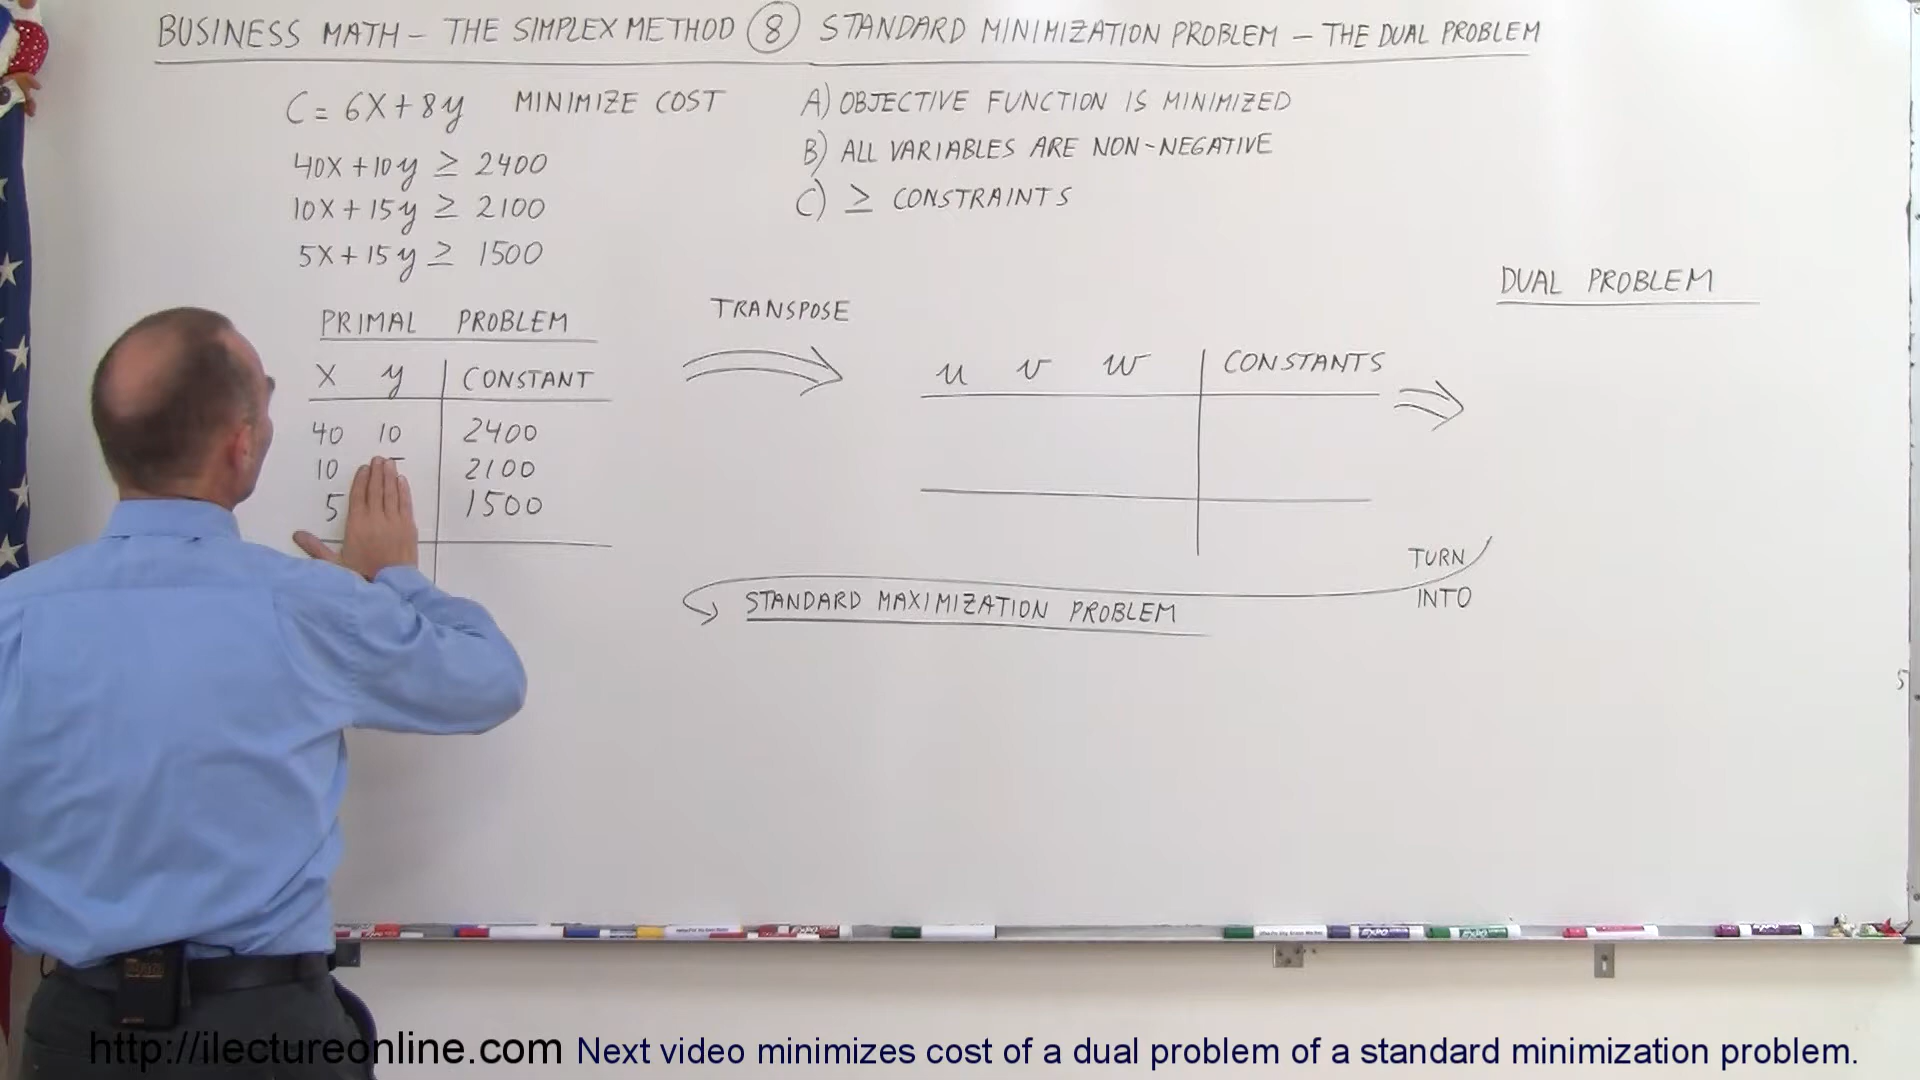 BUSINESS MATH - THE SIMPLEX METHOD 8 STANDARD MINIMIZATION PROBLEM - THE DUAL PROBLEM
C = 6X + 8y MINIMIZE COST
40X + 10y ≥ 2400
10X + 15y ≥ 2100
5X + 15y ≥ 1500
A) OBJECTIVE FUNCTION IS MINIMIZED
B) ALL VARIABLES ARE NON-NEGATIVE
C) ≥ CONSTRAINTS
PRIMAL PROBLEM
X y CONSTANT
40 10 2400
10 2100
5 1500
TRANSPOSE
u v w CONSTANTS
DUAL PROBLEM
TURN
INTO
STANDARD MAXIMIZATION PROBLEM
http://ilectureonline.com Next video minimizes cost of a dual problem of a standard minimization problem.